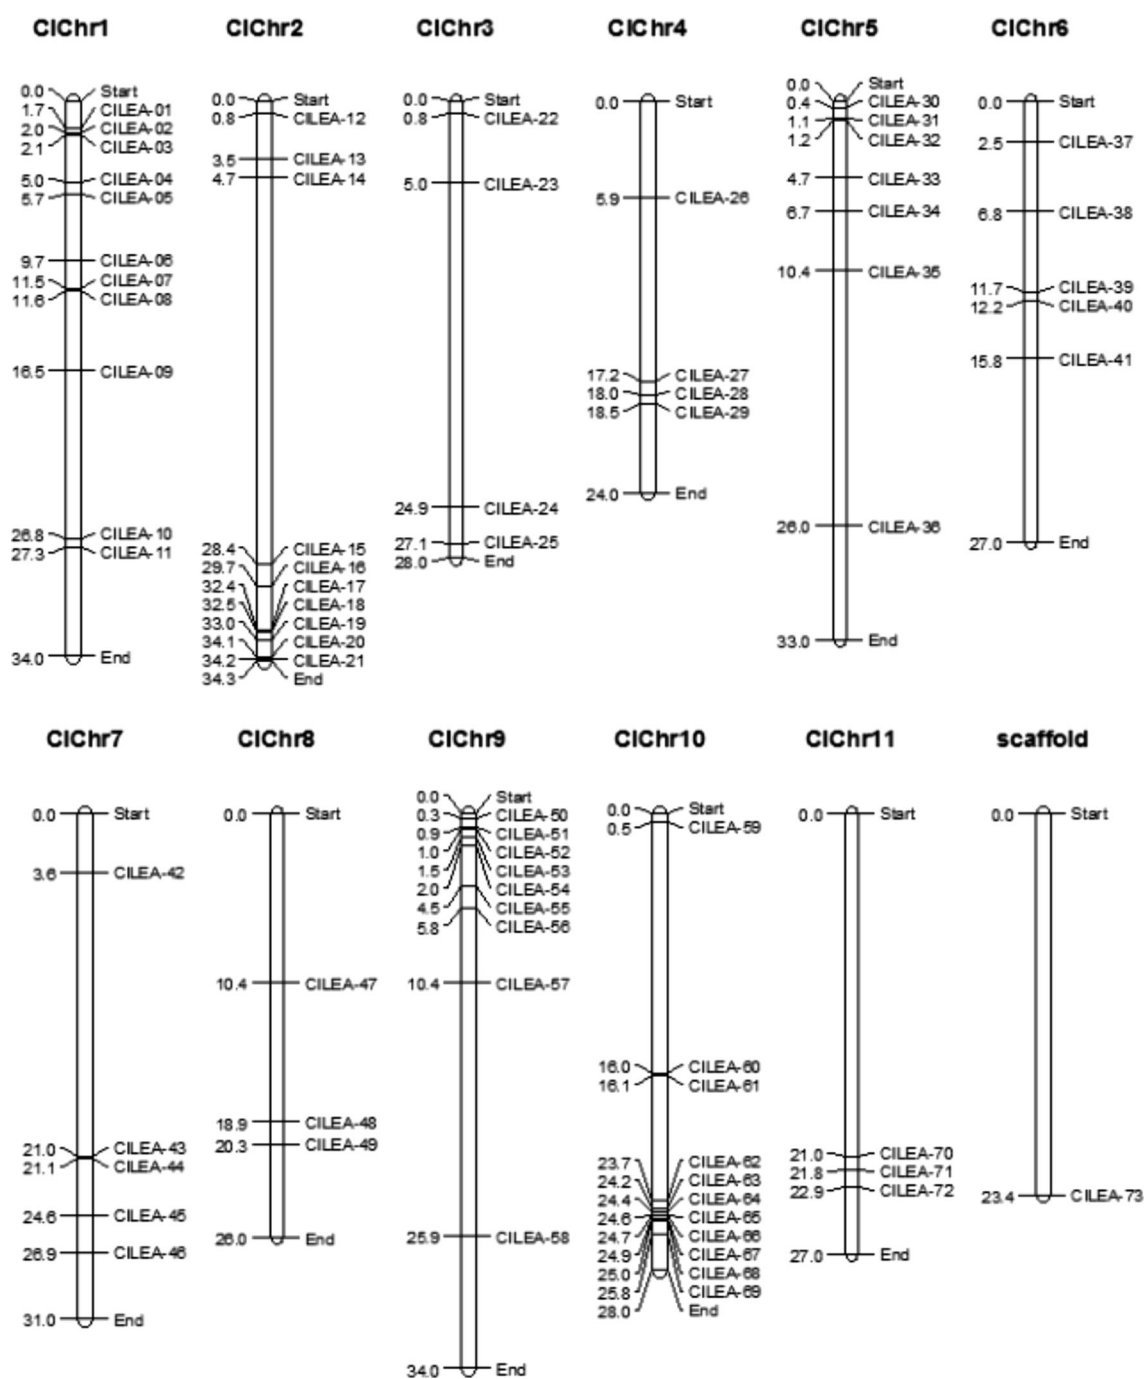 ClChr1
0.0 Start
1.7 ClLEA-01
2.0 ClLEA-02
2.1 ClLEA-03
5.0 ClLEA-04
5.7 ClLEA-05
9.7 ClLEA-06
11.5 ClLEA-07
11.6 ClLEA-08
16.5 ClLEA-09
26.8 ClLEA-10
27.3 ClLEA-11
34.0 End
ClChr2
0.0 Start
0.8 ClLEA-12
3.5 ClLEA-13
4.7 ClLEA-14
28.4 ClLEA-15
29.7 ClLEA-16
32.4 ClLEA-17
32.5 ClLEA-18
33.0 ClLEA-19
34.1 ClLEA-20
34.2 ClLEA-21
34.3 End
ClChr3
0.0 Start
0.8 ClLEA-22
5.0 ClLEA-23
24.9 ClLEA-24
27.1 ClLEA-25
28.0 End
ClChr4
0.0 Start
5.9 ClLEA-26
17.2 ClLEA-27
18.0 ClLEA-28
18.5 ClLEA-29
24.0 End
ClChr5
0.0 Start
0.4 ClLEA-30
1.1 ClLEA-31
1.2 ClLEA-32
4.7 ClLEA-33
6.7 ClLEA-34
10.4 ClLEA-35
26.0 ClLEA-36
33.0 End
ClChr6
0.0 Start
2.5 ClLEA-37
6.8 ClLEA-38
11.7 ClLEA-39
12.2 ClLEA-40
15.8 ClLEA-41
27.0 End
ClChr7
0.0 Start
3.6 ClLEA-42
21.0 ClLEA-43
21.1 ClLEA-44
24.6 ClLEA-45
26.9 ClLEA-46
31.0 End
ClChr8
0.0 Start
10.4 ClLEA-47
18.9 ClLEA-48
20.3 ClLEA-49
26.0 End
ClChr9
0.0 Start
0.3 ClLEA-50
0.9 ClLEA-51
1.0 ClLEA-52
1.5 ClLEA-53
2.0 ClLEA-54
4.5 ClLEA-55
5.8 ClLEA-56
10.4 ClLEA-57
25.9 ClLEA-58
34.0 End
ClChr10
0.0 Start
0.5 ClLEA-59
16.0 ClLEA-60
16.1 ClLEA-61
23.7 ClLEA-62
24.2 ClLEA-63
24.4 ClLEA-64
24.6 ClLEA-65
24.7 ClLEA-66
24.9 ClLEA-67
25.0 ClLEA-68
25.8 ClLEA-69
28.0 End
ClChr11
0.0 Start
21.0 ClLEA-70
21.8 ClLEA-71
22.9 ClLEA-72
27.0 End
scaffold
0.0 Start
23.4 ClLEA-73